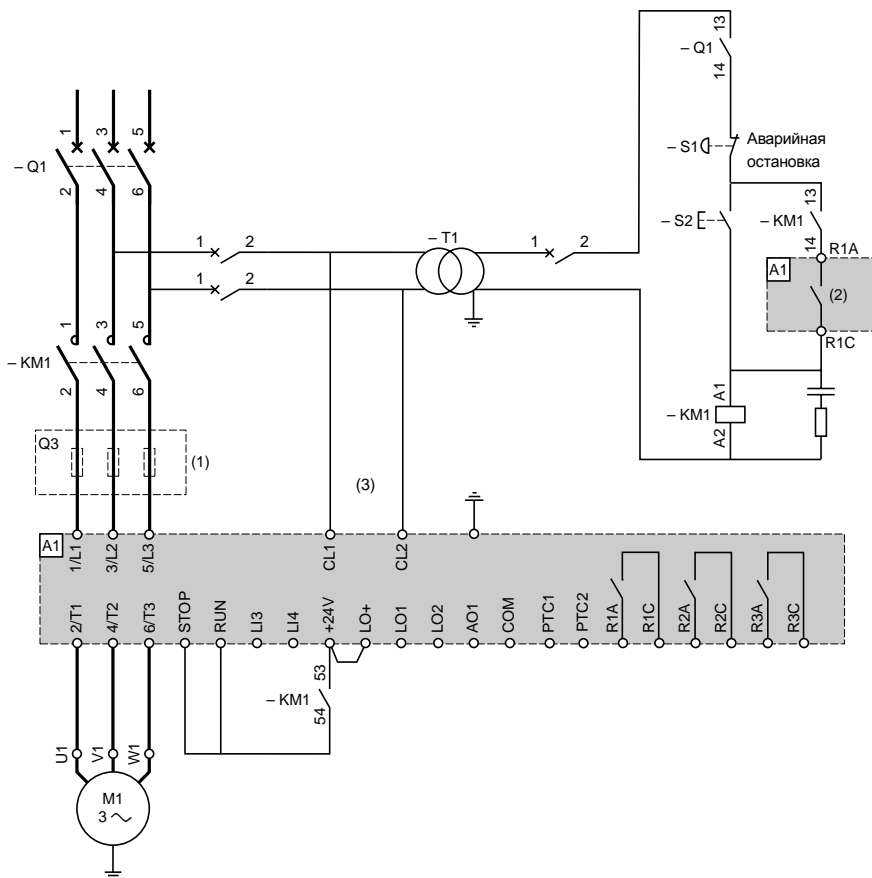 13
– Q1
14
1 3 5
– Q1
2 4 6
– S1
Аварийная
остановка
– S2
13
– KM1
14
R1A
A1
(2)
R1C
1 2
– T1
1 2
1 2
1 3 5
– KM1
2 4 6
A1
– KM1
A2
Q3
(1)
(3)
A1
1/L1 3/L2 5/L3 CL1 CL2
2/T1 4/T2 6/T3 STOP RUN LI3 LI4 +24V LO+ LO1 LO2 AO1 COM PTC1 PTC2 R1A R1C R2A R2C R3A R3C
53
– KM1
54
U1 V1 W1
M1
3